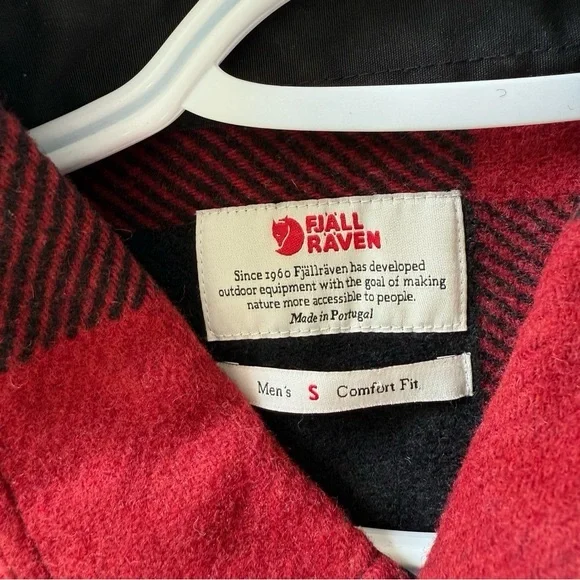 FJÄLL
RÄVEN
Since 1960 Fjällräven has developed
outdoor equipment with the goal of making
nature more accessible to people.
Made in Portugal
Men's S Comfort Fit